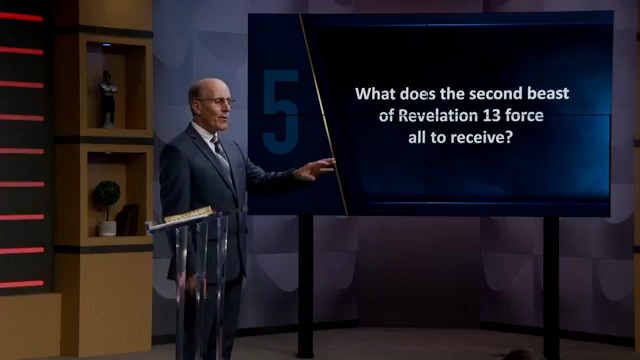 5
What does the second beast
of Revelation 13 force
all to receive?